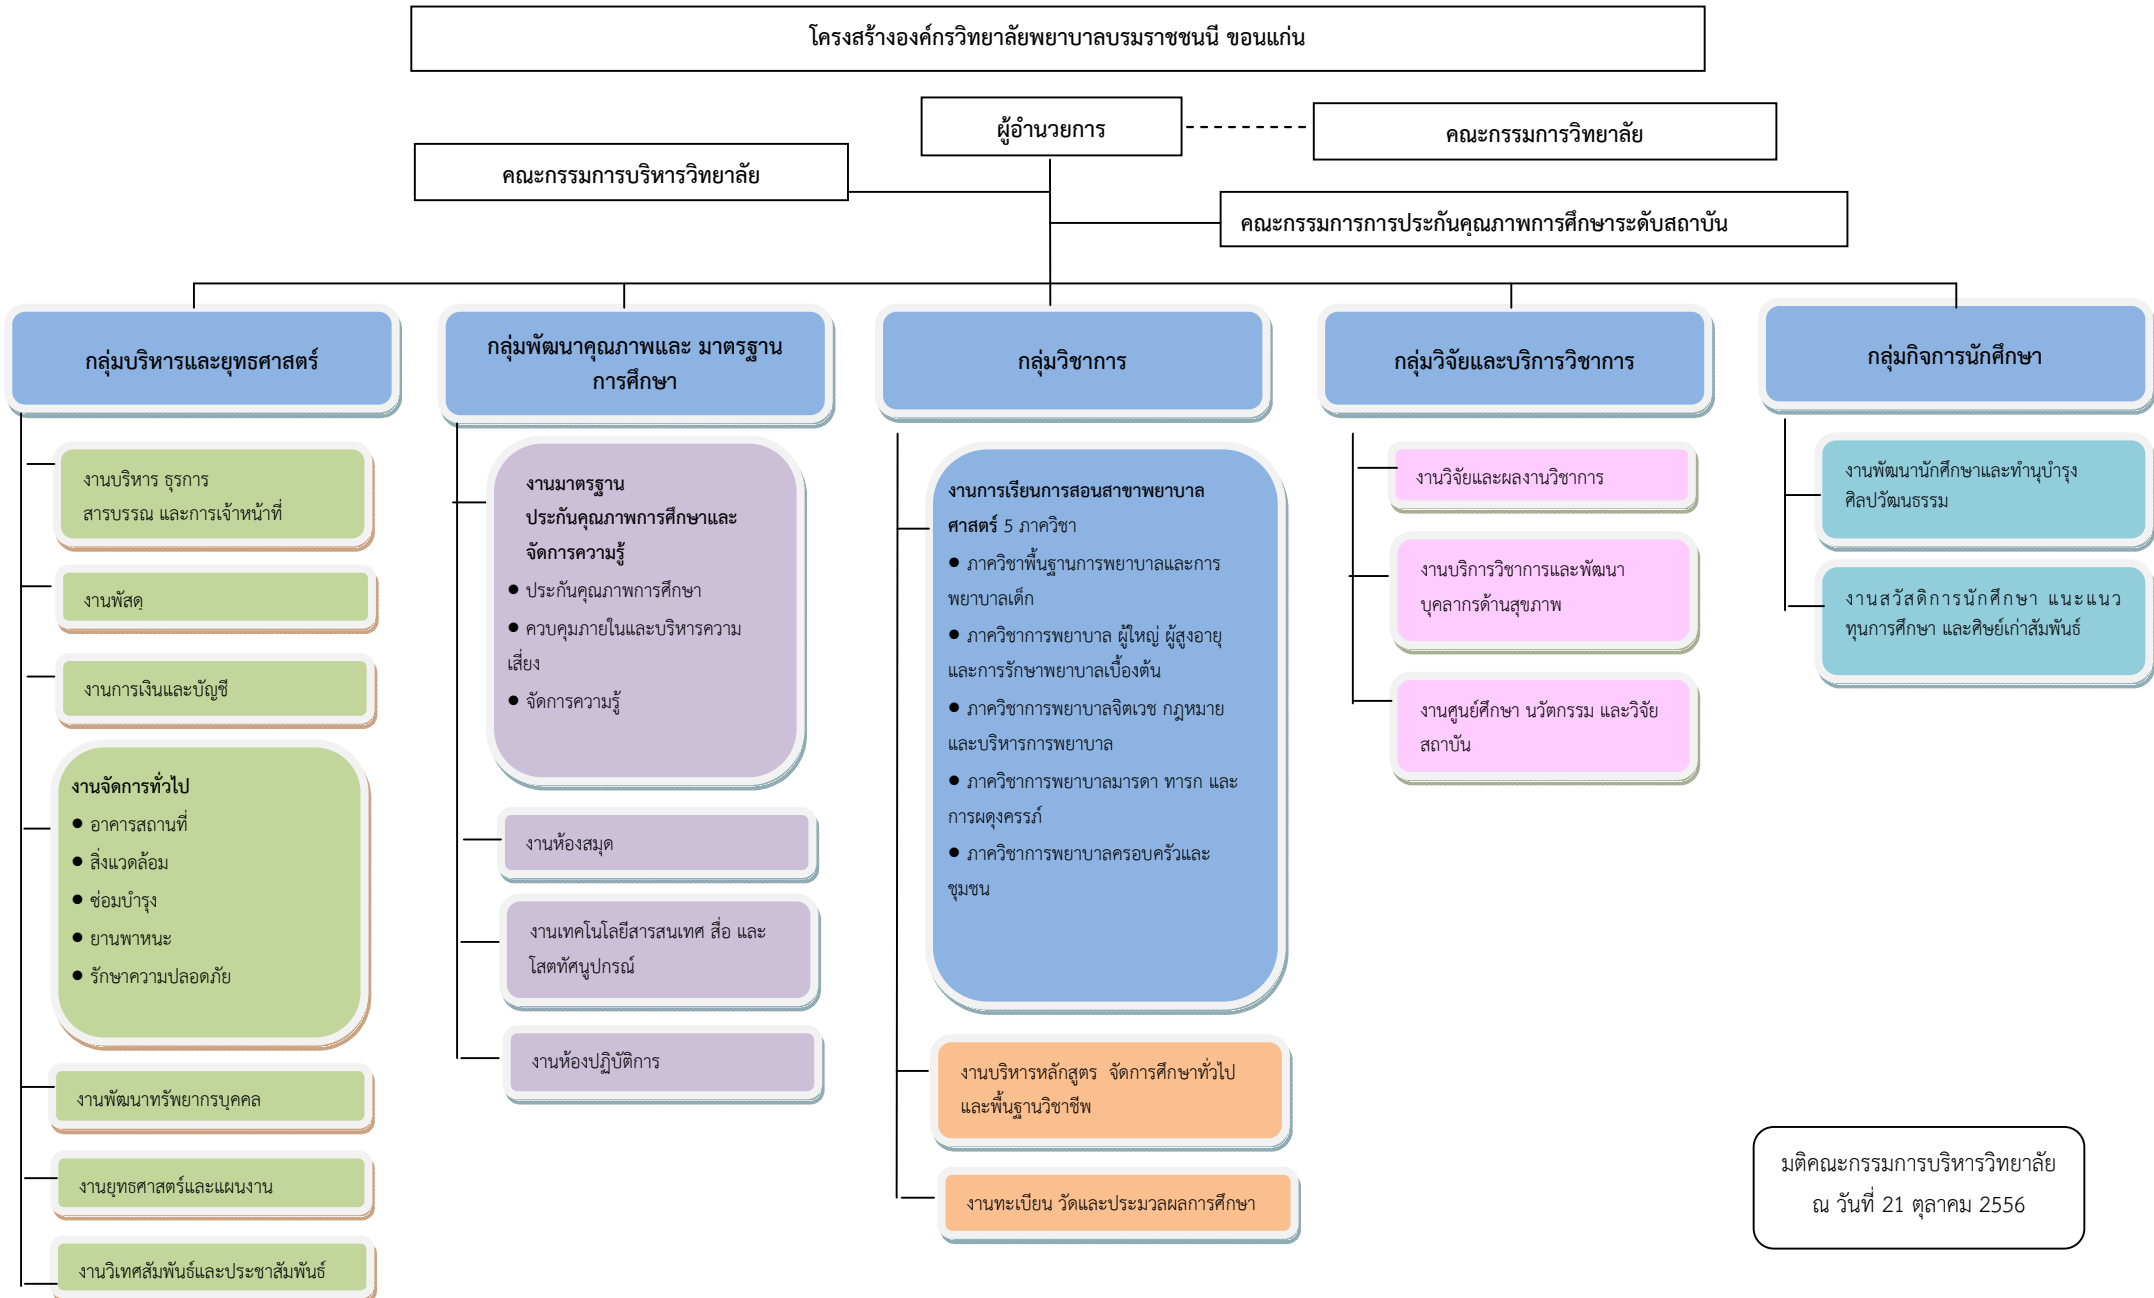 โครงสร้างองค์กรวิทยาลัยพยาบาลบรมราชชนนี ขอนแก่น
ผู้อำนวยการ
คณะกรรมการวิทยาลัย
คณะกรรมการบริหารวิทยาลัย
คณะกรรมการการประกันคุณภาพการศึกษาระดับสถาบัน
กลุ่มบริหารและยุทธศาสตร์
งานบริหาร ธุรการ
สารบรรณ และการเจ้าหน้าที่
งานพัสดุ
งานการเงินและบัญชี
งานจัดการทั่วไป
● อาคารสถานที่
● สิ่งแวดล้อม
● ซ่อมบำรุง
● ยานพาหนะ
● รักษาความปลอดภัย
งานพัฒนาทรัพยากรบุคคล
งานยุทธศาสตร์และแผนงาน
งานวิเทศสัมพันธ์และประชาสัมพันธ์
กลุ่มพัฒนาคุณภาพและ มาตรฐาน
การศึกษา
งานมาตรฐาน
ประกันคุณภาพการศึกษาและ
จัดการความรู้
● ประกันคุณภาพการศึกษา
● ควบคุมภายในและบริหารความ
เสี่ยง
● จัดการความรู้
งานห้องสมุด
งานเทคโนโลยีสารสนเทศ สื่อ และ
โสตทัศนูปกรณ์
งานห้องปฏิบัติการ
กลุ่มวิชาการ
งานการเรียนการสอนสาขาพยาบาล
ศาสตร์ 5 ภาควิชา
● ภาควิชาพื้นฐานการพยาบาลและการ
พยาบาลเด็ก
● ภาควิชาการพยาบาล ผู้ใหญ่ ผู้สูงอายุ
และการรักษาพยาบาลเบื้องต้น
● ภาควิชาการพยาบาลจิตเวช กฎหมาย
และบริหารการพยาบาล
● ภาควิชาการพยาบาลมารดา ทารก และ
การผดุงครรภ์
● ภาควิชาการพยาบาลครอบครัวและ
ชุมชน
งานบริหารหลักสูตร จัดการศึกษาทั่วไป
และพื้นฐานวิชาชีพ
งานทะเบียน วัดและประมวลผลการศึกษา
กลุ่มวิจัยและบริการวิชาการ
งานวิจัยและผลงานวิชาการ
งานบริการวิชาการและพัฒนา
บุคลากรด้านสุขภาพ
งานศูนย์ศึกษา นวัตกรรม และวิจัย
สถาบัน
กลุ่มกิจการนักศึกษา
งานพัฒนานักศึกษาและทำนุบำรุง
ศิลปวัฒนธรรม
งานสวัสดิการนักศึกษา แนะแนว
ทุนการศึกษา และศิษย์เก่าสัมพันธ์
มติคณะกรรมการบริหารวิทยาลัย
ณ วันที่ 21 ตุลาคม 2556